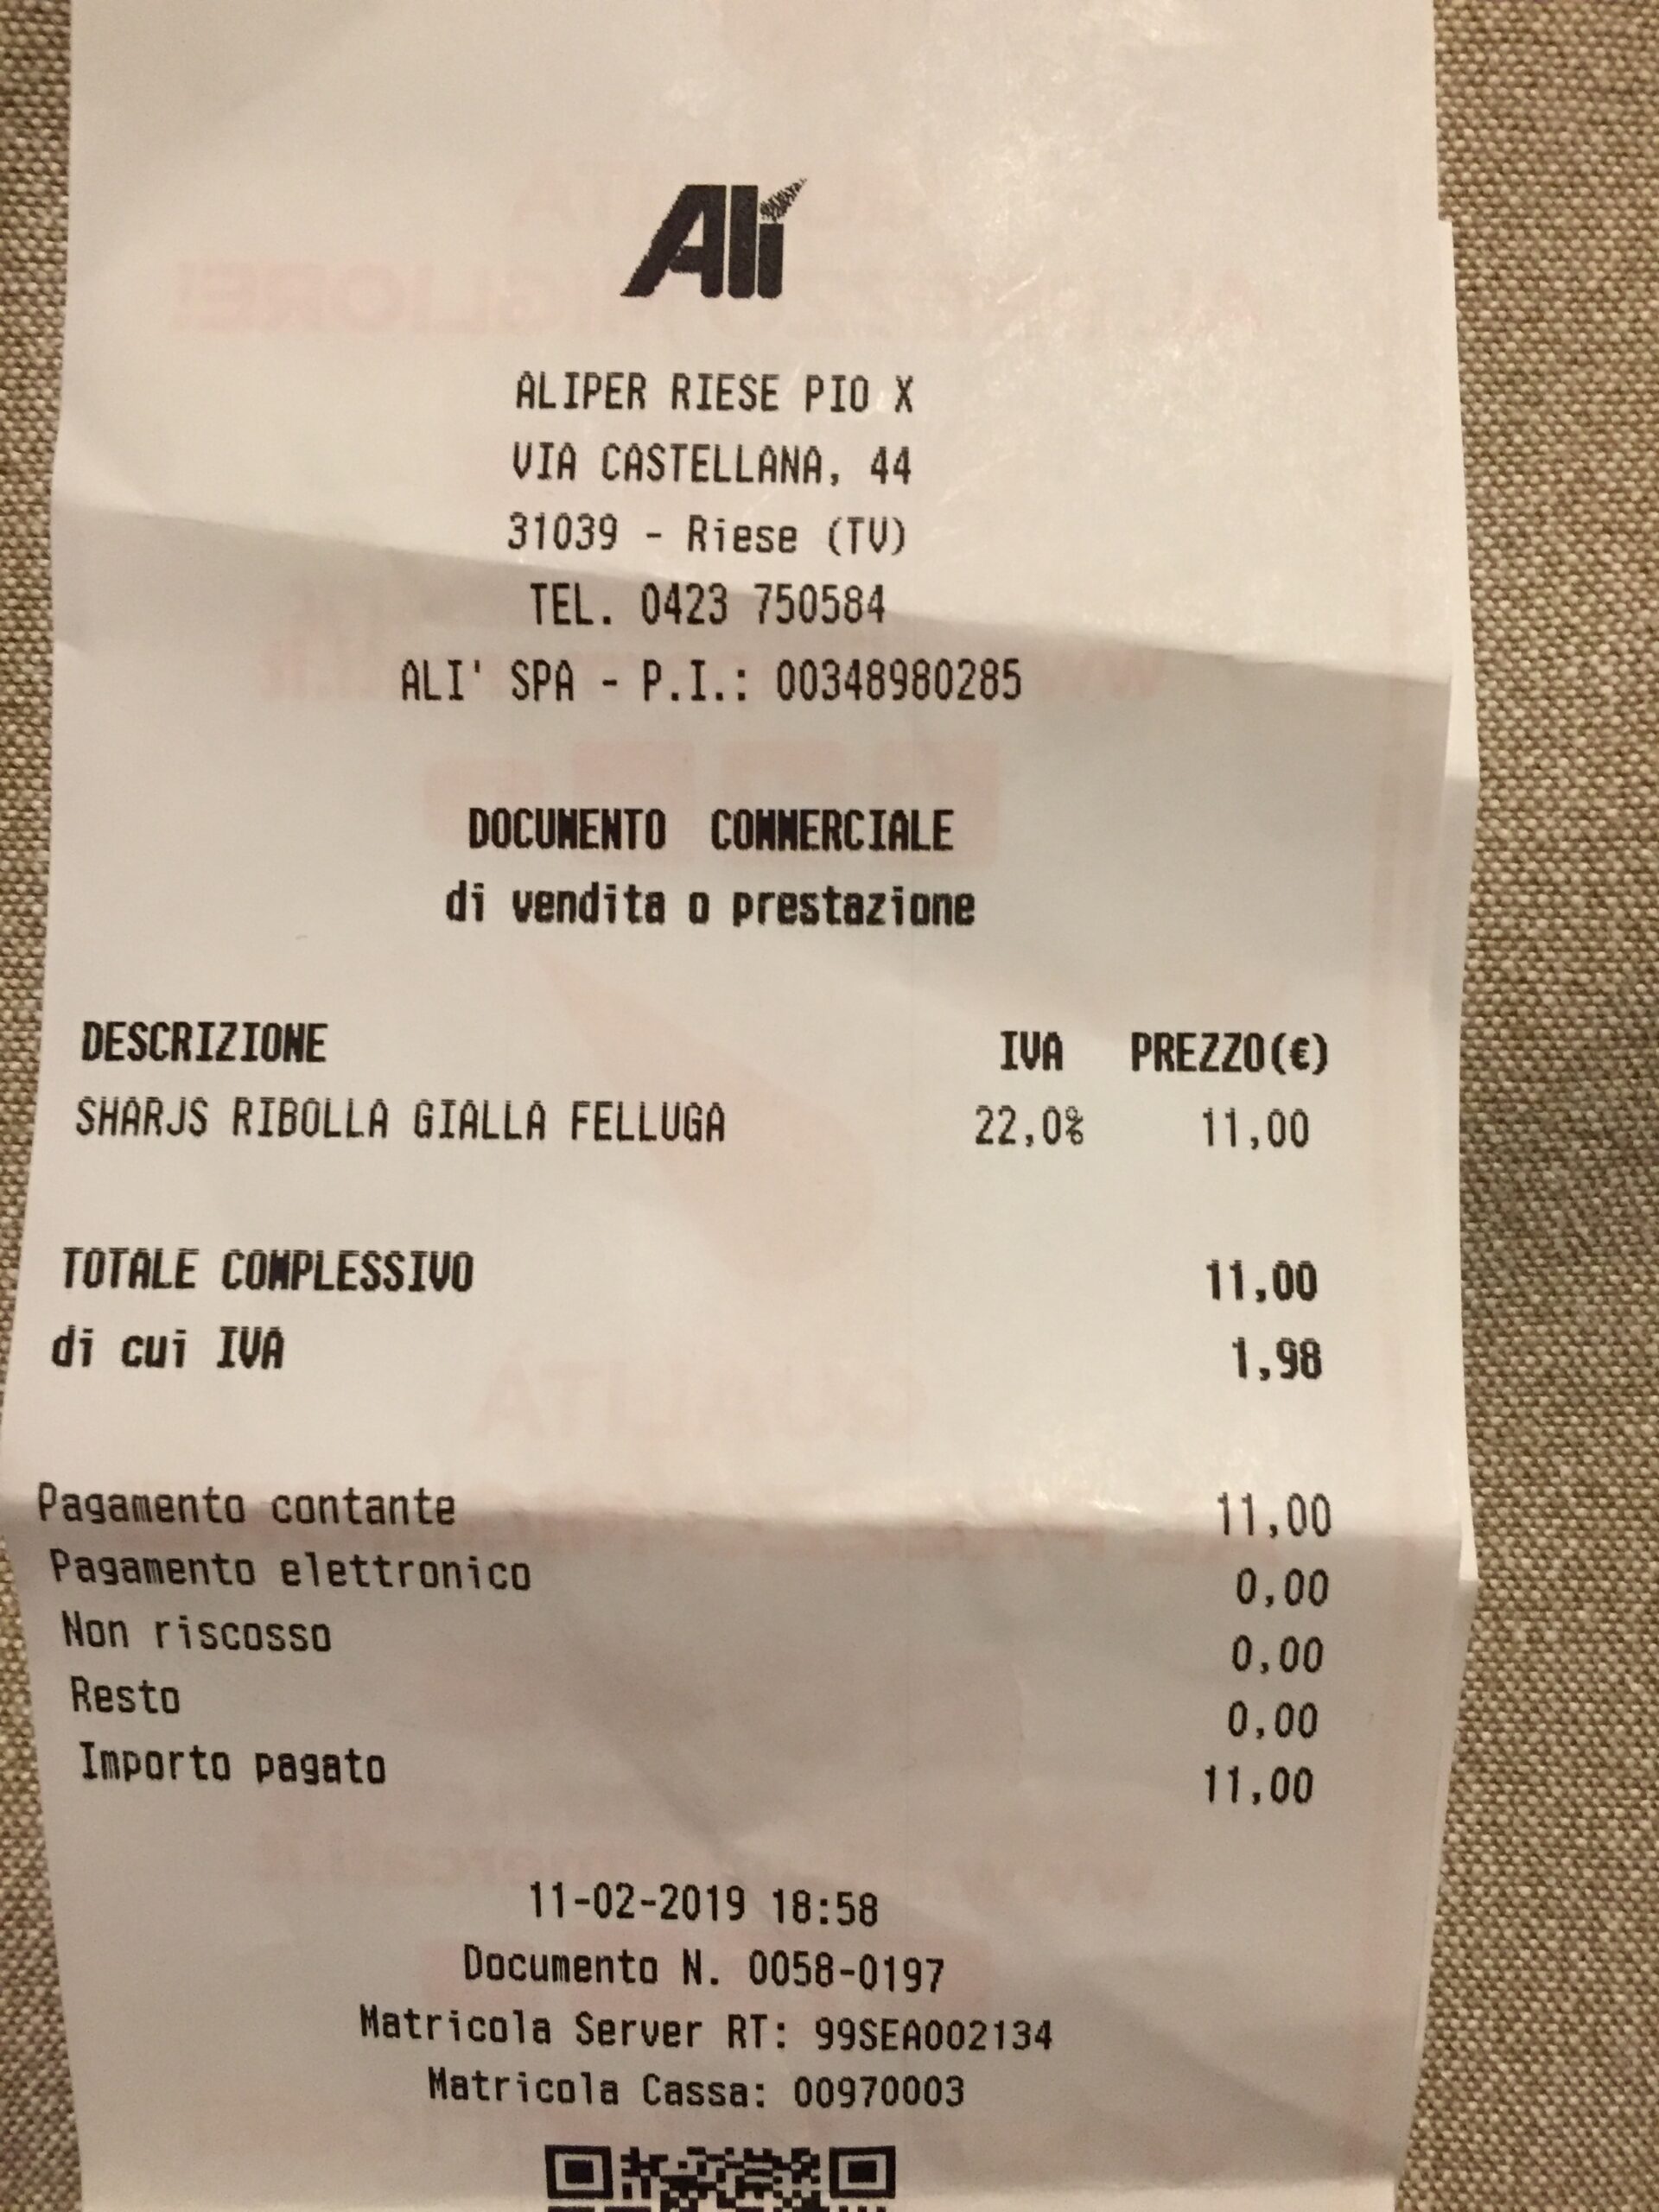 Alì
ALIPER RIESE PIO X
VIA CASTELLANA, 44
31039 - Riese (TV)
TEL. 0423 750584
ALI' SPA - P.I.: 00348980285
DOCUMENTO COMMERCIALE
di vendita o prestazione
DESCRIZIONE IVA PREZZO(€)
SHARJS RIBOLLA GIALLA FELLUGA 22,0% 11,00
TOTALE COMPLESSIVO 11,00
di cui IVA 1,98
Pagamento contante 11,00
Pagamento elettronico 0,00
Non riscosso 0,00
Resto 0,00
Importo pagato 11,00
11-02-2019 18:58
Documento N. 0058-0197
Matricola Server RT: 99SEA002134
Matricola Cassa: 00970003